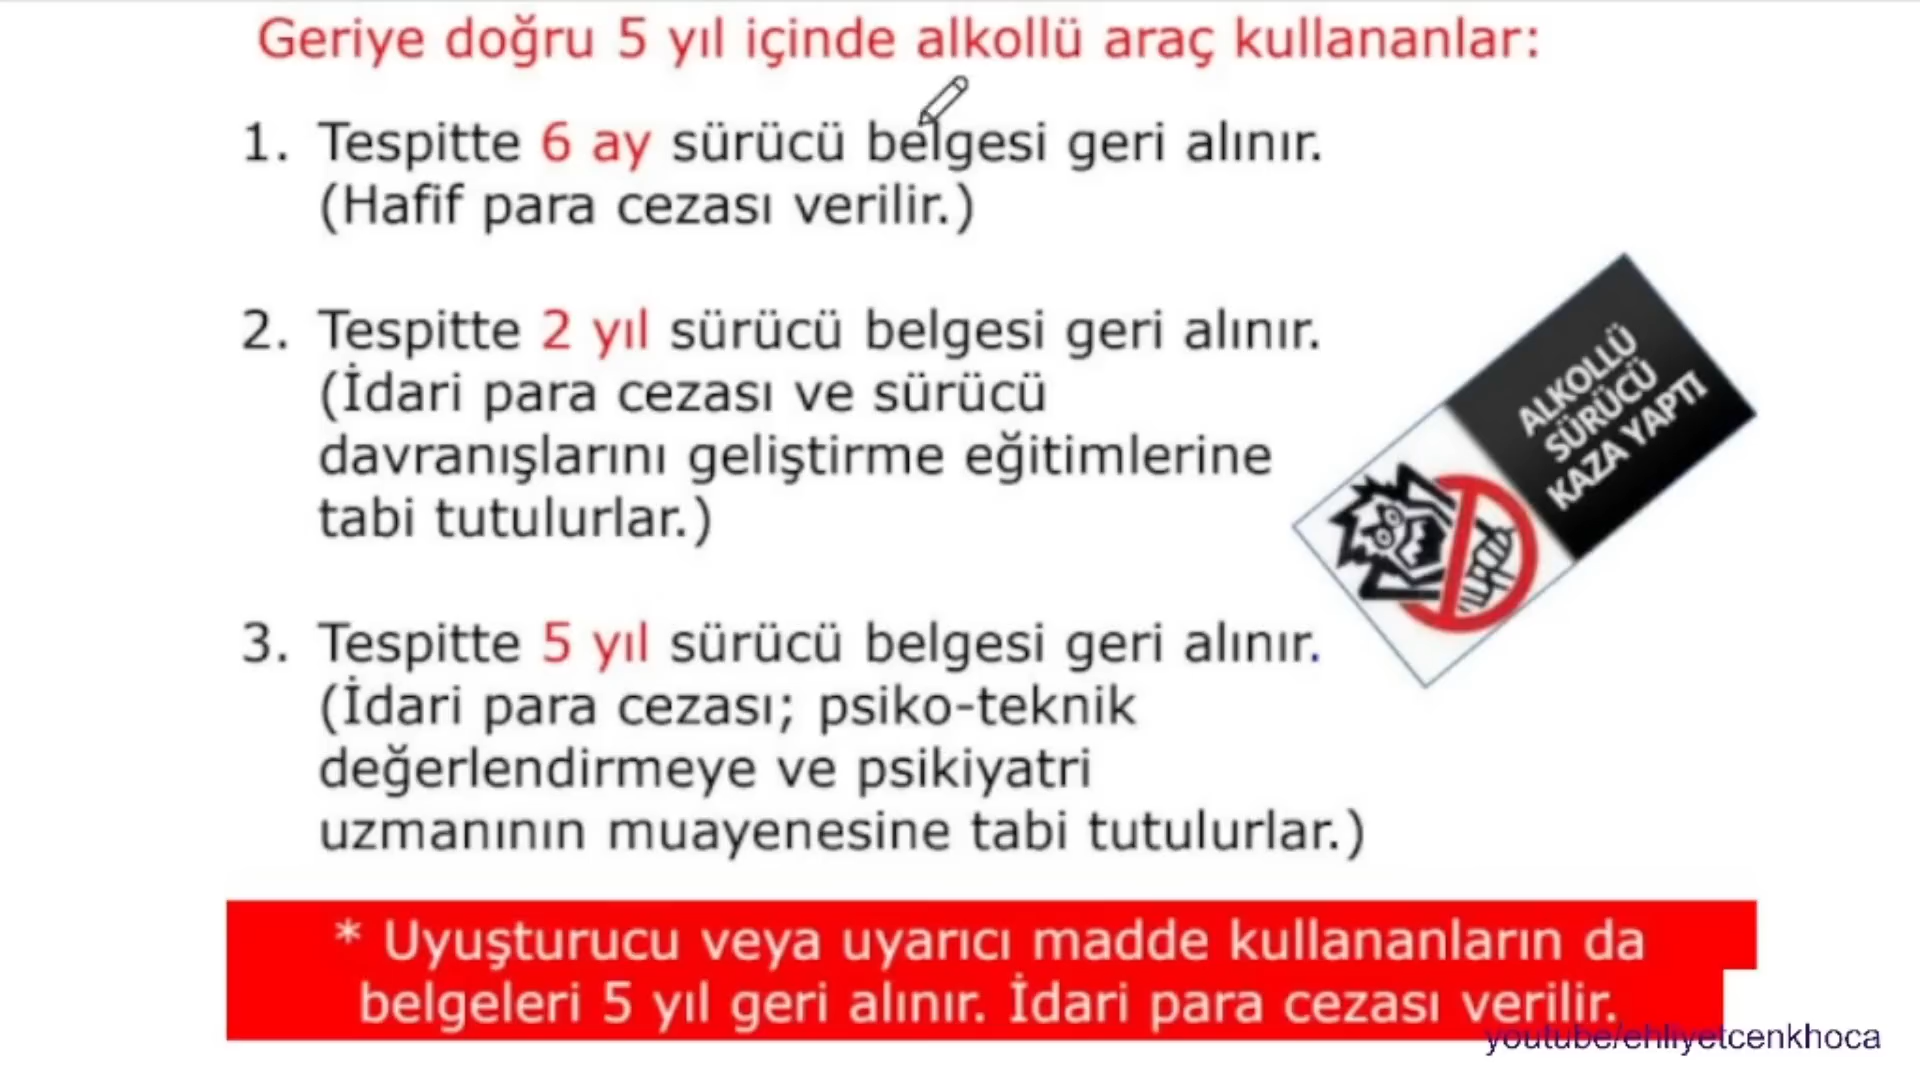 Geriye doğru 5 yıl içinde alkollü araç kullananlar:
1. Tespitte 6 ay sürücü belgesi geri alınır.
(Hafif para cezası verilir.)
2. Tespitte 2 yıl sürücü belgesi geri alınır.
(İdari para cezası ve sürücü
davranışlarını geliştirme eğitimlerine
tabi tutulurlar.)
ALKOLLÜ
SÜRÜCÜ
KAZA YAPTI
3. Tespitte 5 yıl sürücü belgesi geri alınır.
(İdari para cezası; psiko-teknik
değerlendirmeye ve psikiyatri
uzmanının muayenesine tabi tutulurlar.)
* Uyuşturucu veya uyarıcı madde kullananların da
belgeleri 5 yıl geri alınır. İdari para cezası verilir.
youtube/ehliyetcenkhoca